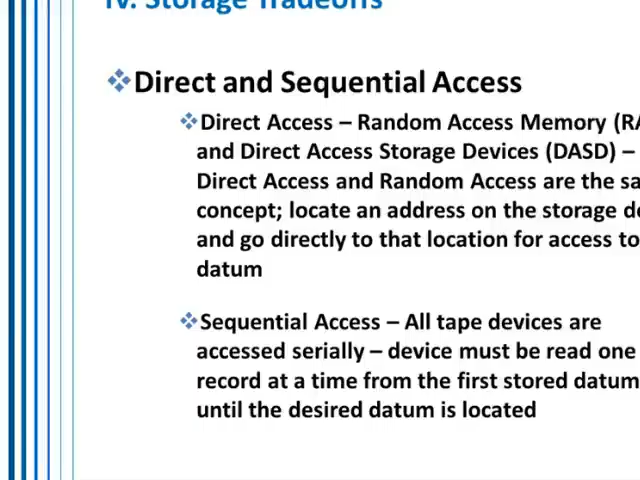 IV. Storage Tradeoffs
Direct and Sequential Access
Direct Access – Random Access Memory (RA
and Direct Access Storage Devices (DASD) –
Direct Access and Random Access are the sa
concept; locate an address on the storage de
and go directly to that location for access to
datum
Sequential Access – All tape devices are
accessed serially – device must be read one
record at a time from the first stored datum
until the desired datum is located